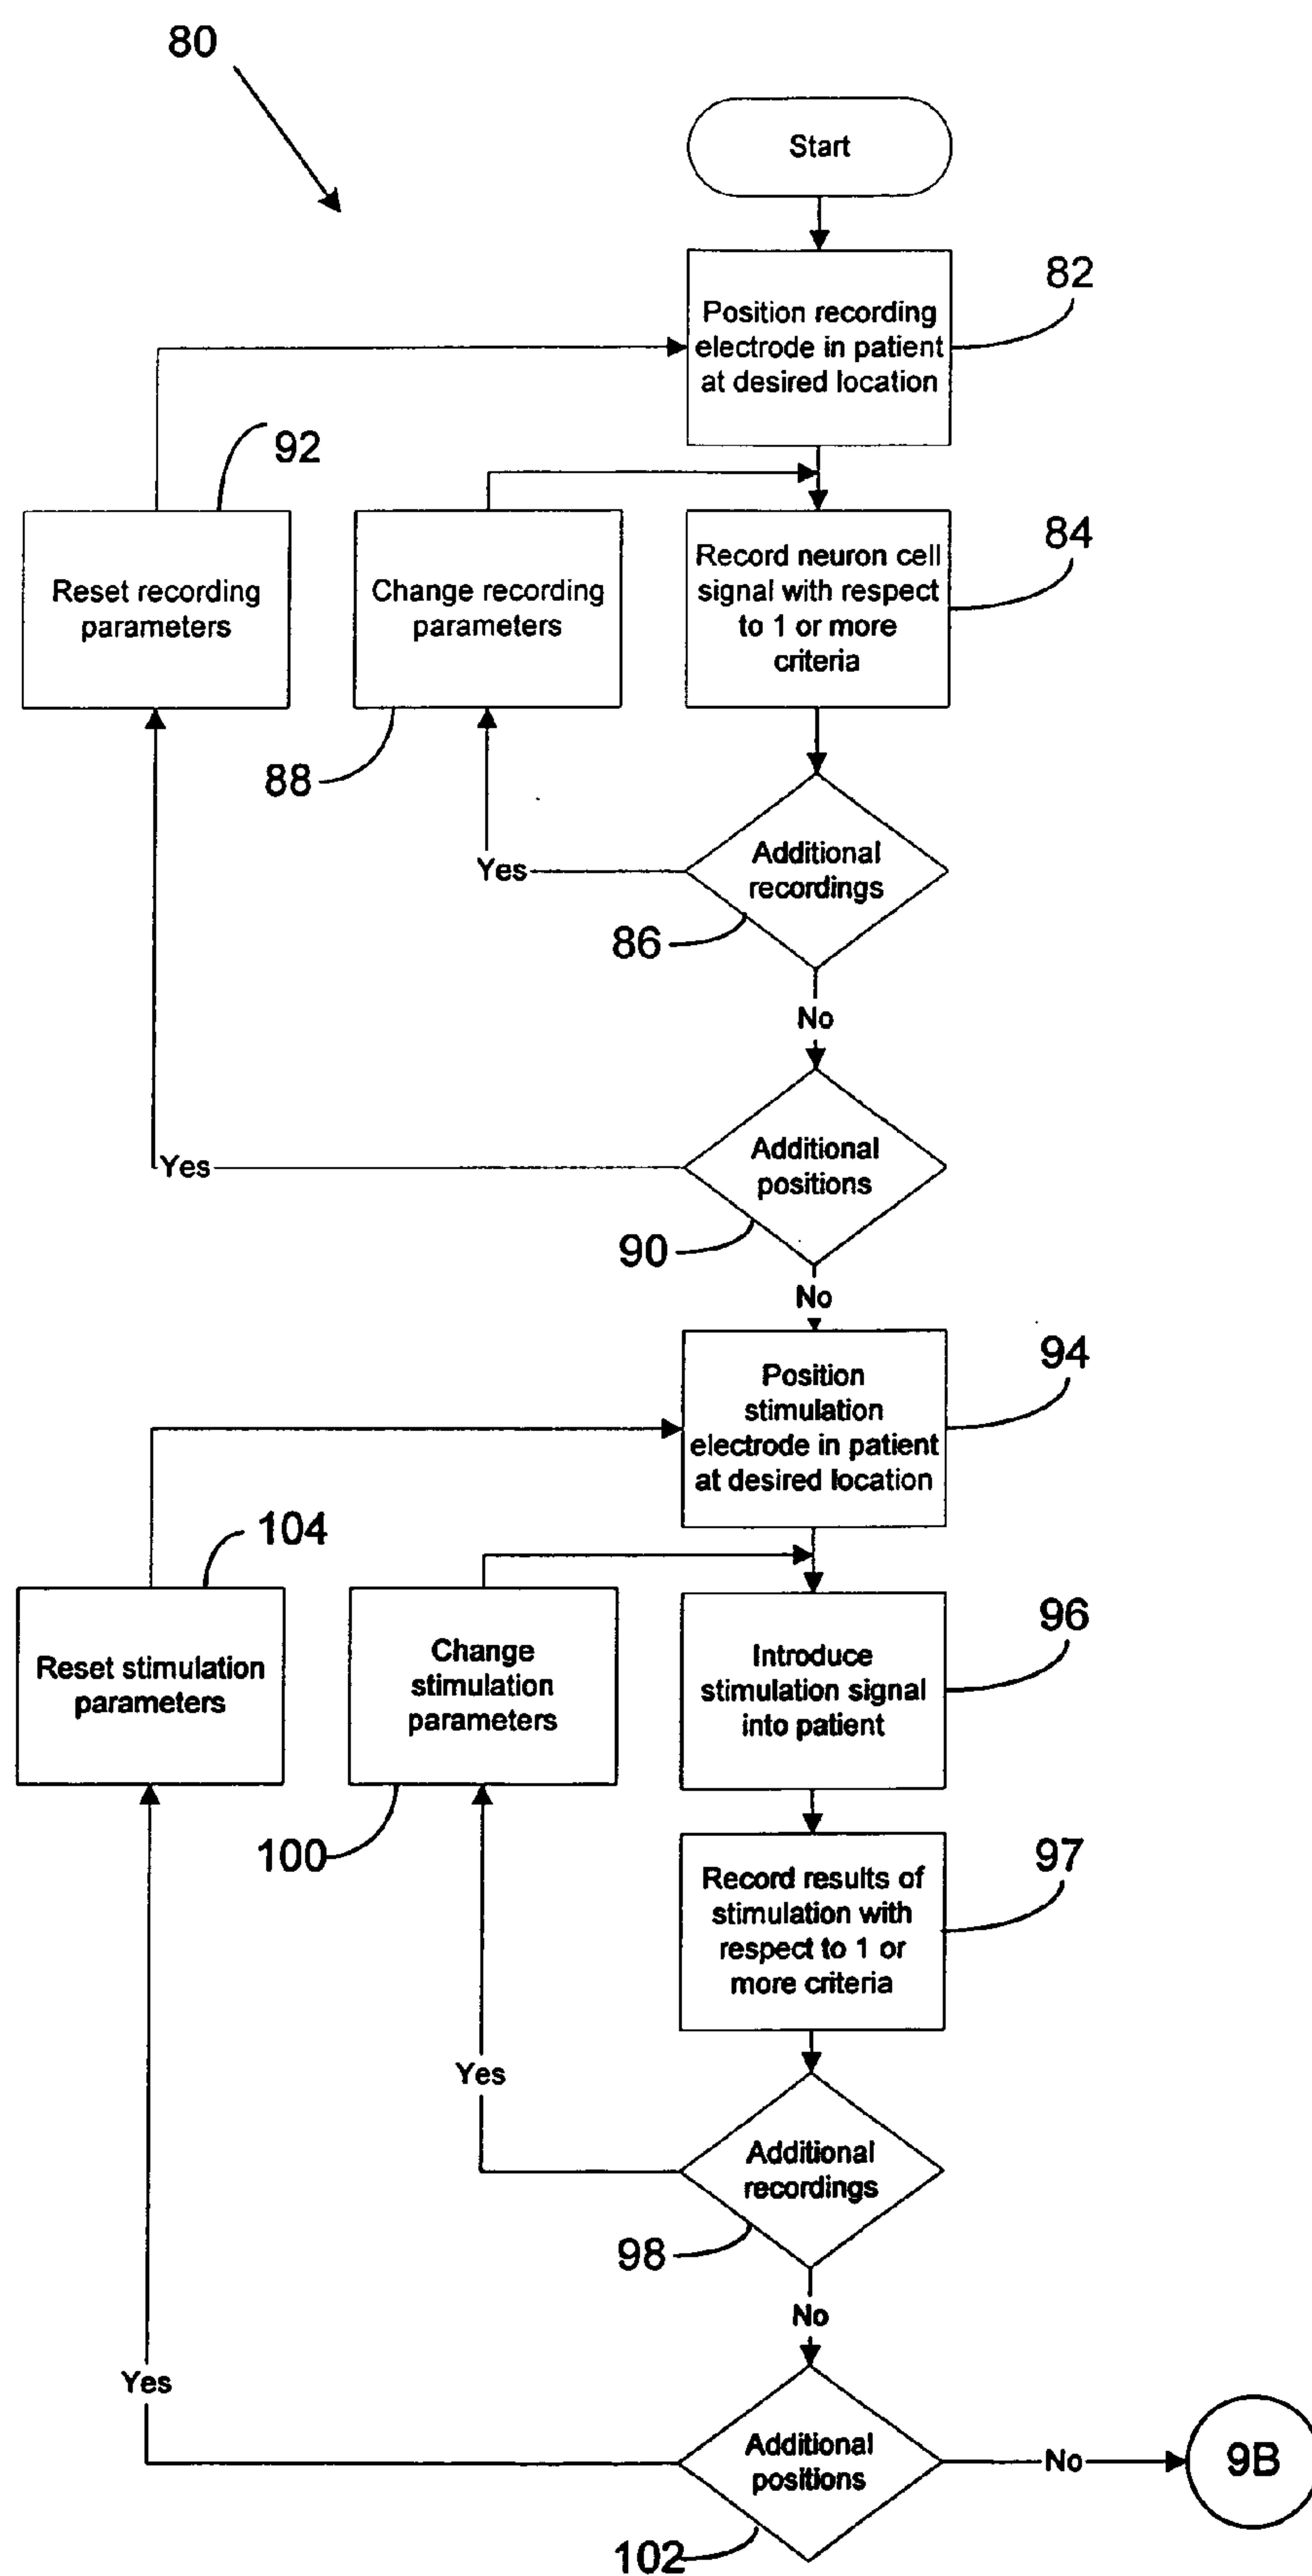 80
Start
82
Position recording
electrode in patient
at desired location
92
84
Reset recording
parameters
Change recording
parameters
Record neuron cell
signal with respect
to 1 or more
criteria
88
Yes
Additional
recordings
86
No
Yes
Additional
positions
90
No
94
Position
stimulation
electrode in patient
at desired location
104
96
Reset stimulation
parameters
Change
stimulation
parameters
Introduce
stimulation signal
into patient
100
97
Record results of
stimulation with
respect to 1 or
more criteria
Yes
Additional
recordings
98
No
Yes
Additional
positions
No
9B
102